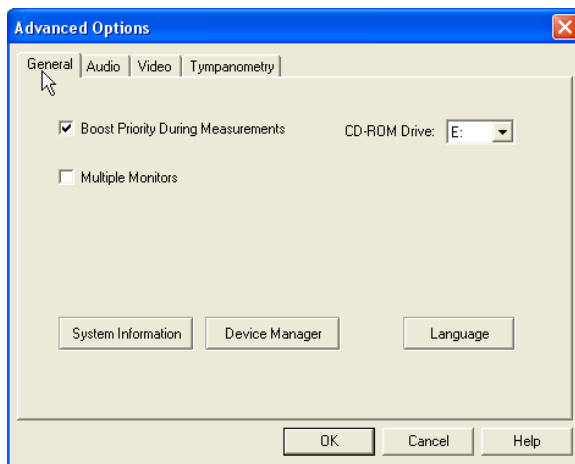 Advanced Options
General Audio Video Tympanometry
Boost Priority During Measurements CD-ROM Drive: E:
Multiple Monitors
System Information Device Manager Language
OK Cancel Help